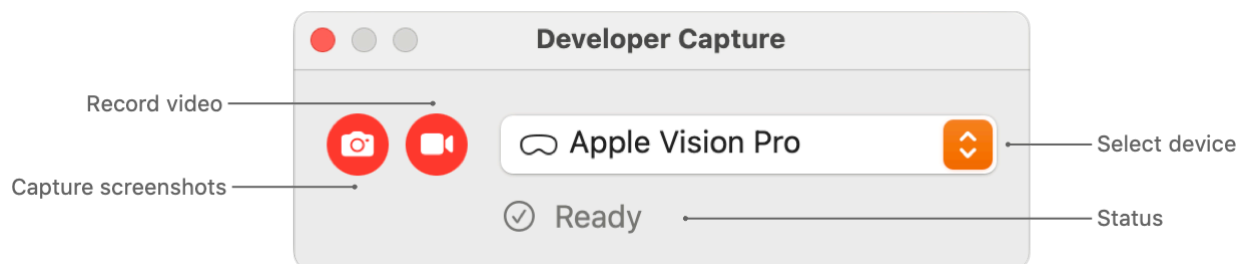 Developer Capture
Record video
Apple Vision Pro
Select device
Capture screenshots
Ready
Status